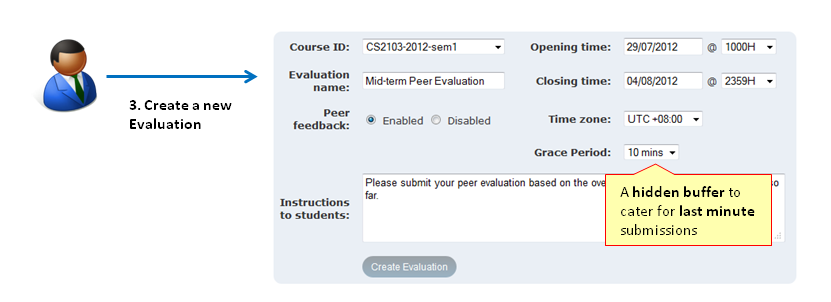 3. Create a new
Evaluation
Course ID: CS2103-2012-sem1 Opening time: 29/07/2012 @ 1000H
Evaluation
name: Mid-term Peer Evaluation Closing time: 04/08/2012 @ 2359H
Peer
feedback: Enabled Disabled Time zone: UTC +08:00
Grace Period: 10 mins
Instructions
to students:
Please submit your peer evaluation based on the so
far.
A hidden buffer to
cater for last minute
submissions
Create Evaluation